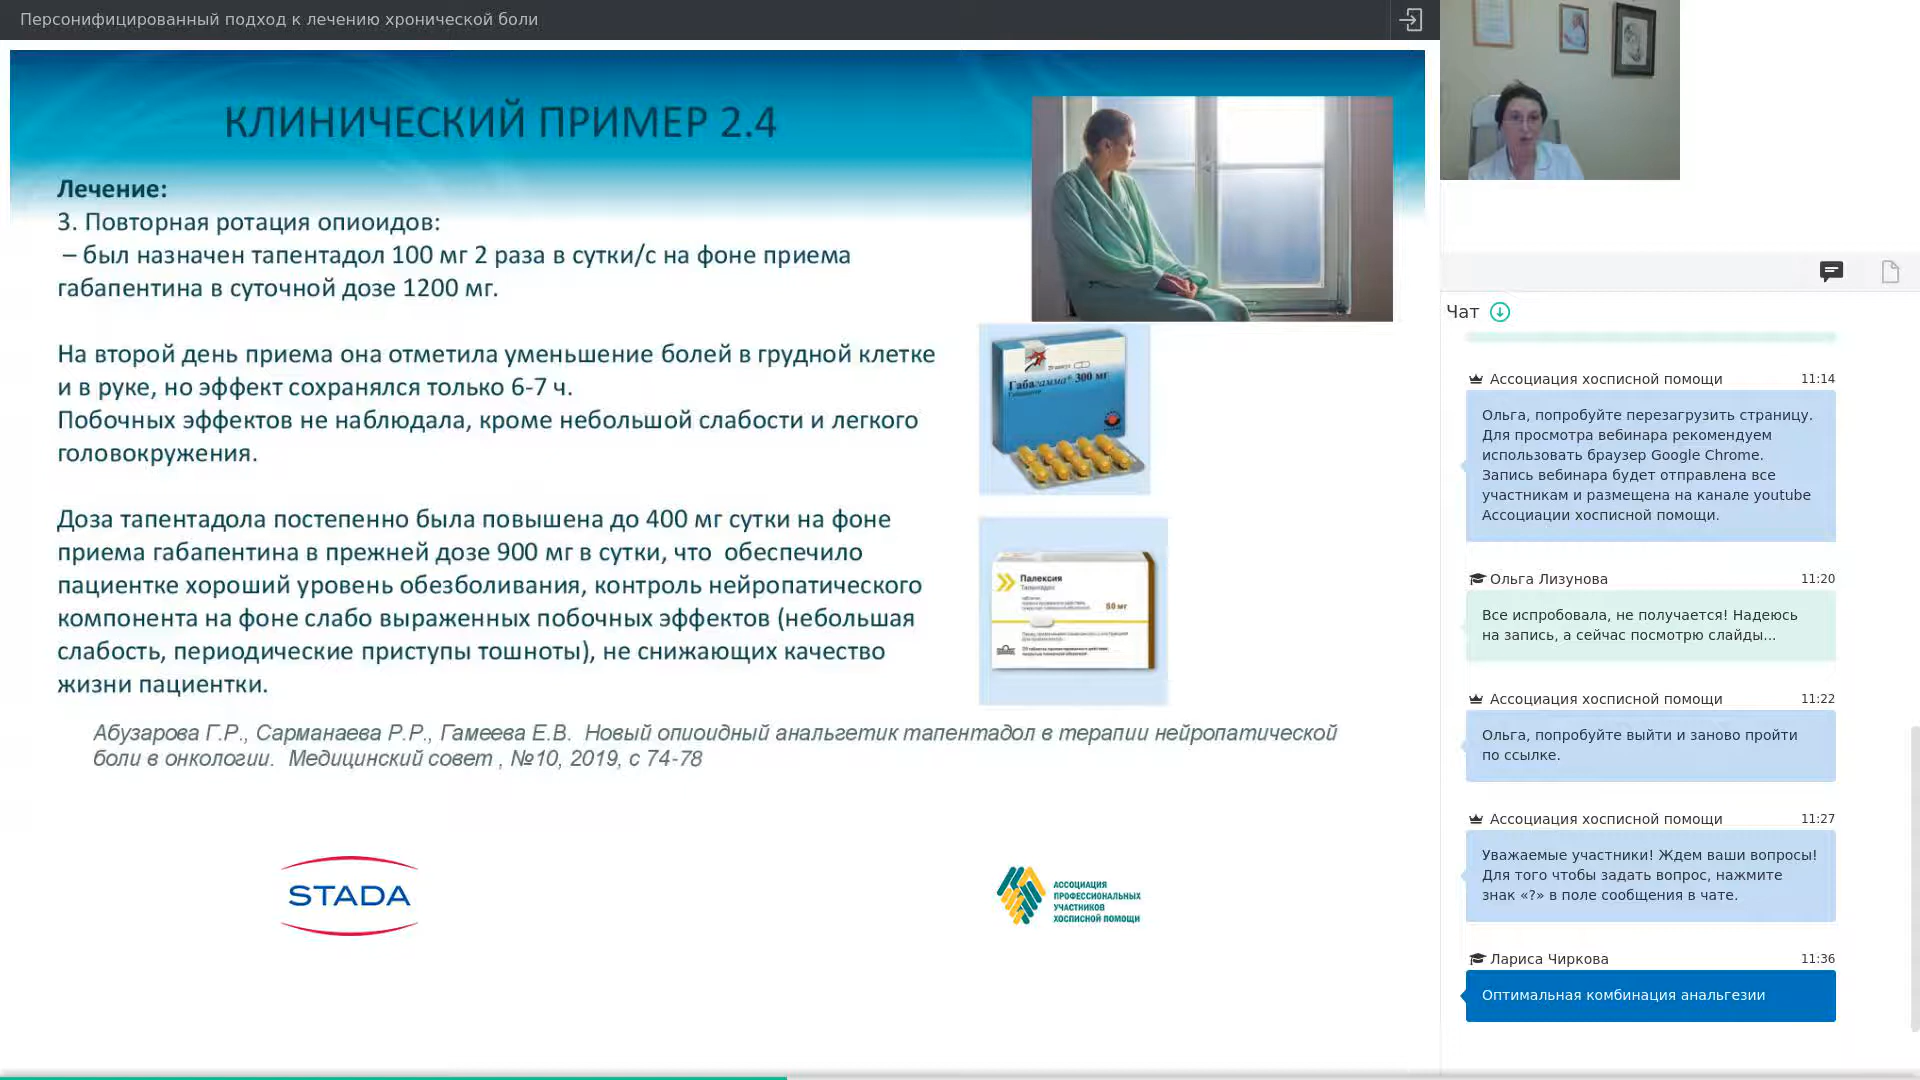 Персонифицированный подход к лечению хронической боли
КЛИНИЧЕСКИЙ ПРИМЕР 2.4
Лечение:
3. Повторная ротация опиоидов:
– был назначен тапентадол 100 мг 2 раза в сутки/с на фоне приема
габапентина в суточной дозе 1200 мг.
На второй день приема она отметила уменьшение болей в грудной клетке
и в руке, но эффект сохранялся только 6-7 ч.
Побочных эффектов не наблюдала, кроме небольшой слабости и легкого
головокружения.
Доза тапентадола постепенно была повышена до 400 мг сутки на фоне
приема габапентина в прежней дозе 900 мг в сутки, что обеспечило
пациентке хороший уровень обезболивания, контроль нейропатического
компонента на фоне слабо выраженных побочных эффектов (небольшая
слабость, периодические приступы тошноты), не снижающих качество
жизни пациентки.
Габагамма® 300 мг
Палексия
Тапентадол
50 мг
Абузарова Г.Р., Сарманаева Р.Р., Гамеева Е.В. Новый опиоидный анальгетик тапентадол в терапии нейропатической
боли в онкологии. Медицинский совет , №10, 2019, с 74-78
STADA
АССОЦИАЦИЯ
ПРОФЕССИОНАЛЬНЫХ
УЧАСТНИКОВ
ХОСПИСНОЙ ПОМОЩИ
Чат
Ассоциация хосписной помощи 11:14
Ольга, попробуйте перезагрузить страницу.
Для просмотра вебинара рекомендуем
использовать браузер Google Chrome.
Запись вебинара будет отправлена все
участникам и размещена на канале youtube
Ассоциации хосписной помощи.
Ольга Лизунова 11:20
Все испробовала, не получается! Надеюсь
на запись, а сейчас посмотрю слайды...
Ассоциация хосписной помощи 11:22
Ольга, попробуйте выйти и заново пройти
по ссылке.
Ассоциация хосписной помощи 11:27
Уважаемые участники! Ждем ваши вопросы!
Для того чтобы задать вопрос, нажмите
знак «?» в поле сообщения в чате.
Лариса Чиркова 11:36
Оптимальная комбинация анальгезии